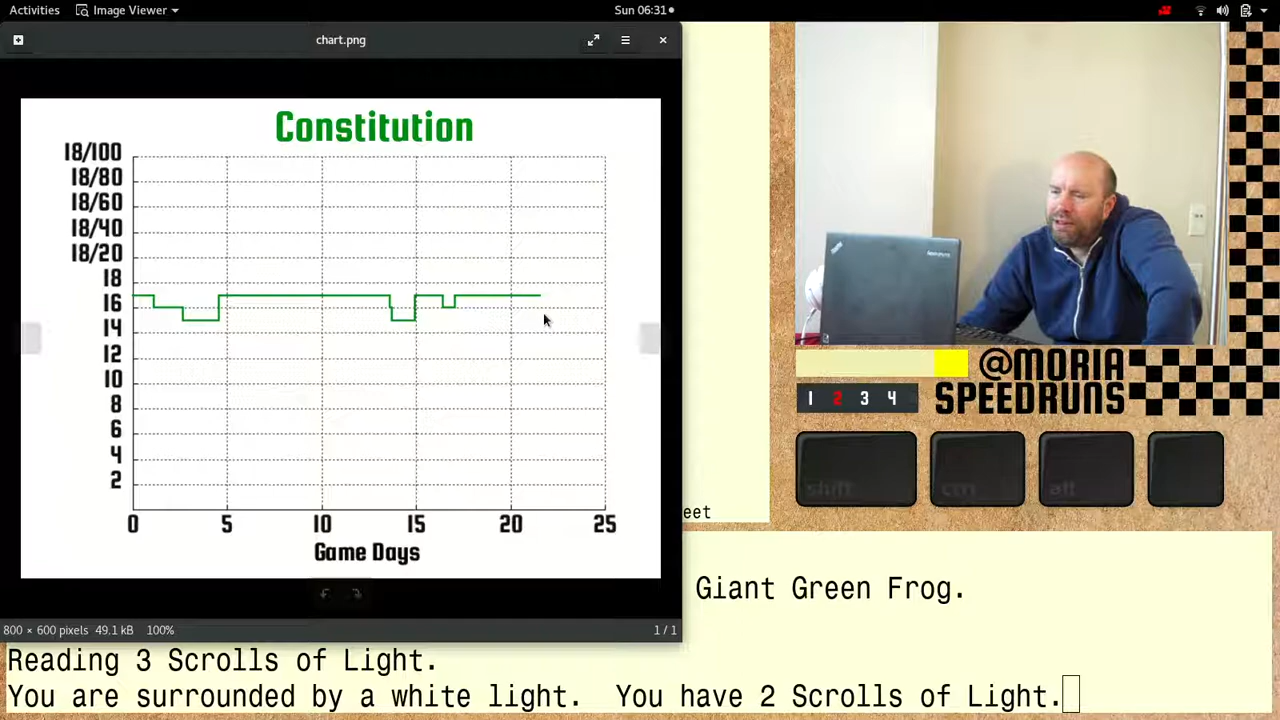 Activities Image Viewer Sun 06:31
chart.png
Constitution
18/100
18/80
18/60
18/40
18/20
18
16
14
12
10
8
6
4
2
0 5 10 15 20 25
Game Days
800 × 600 pixels 49.1 kB 100% 1 / 1
@MORIA
SPEEDRUNS
1 2 3 4
shift ctrl alt
eet
Giant Green Frog.
Reading 3 Scrolls of Light.
You are surrounded by a white light. You have 2 Scrolls of Light.